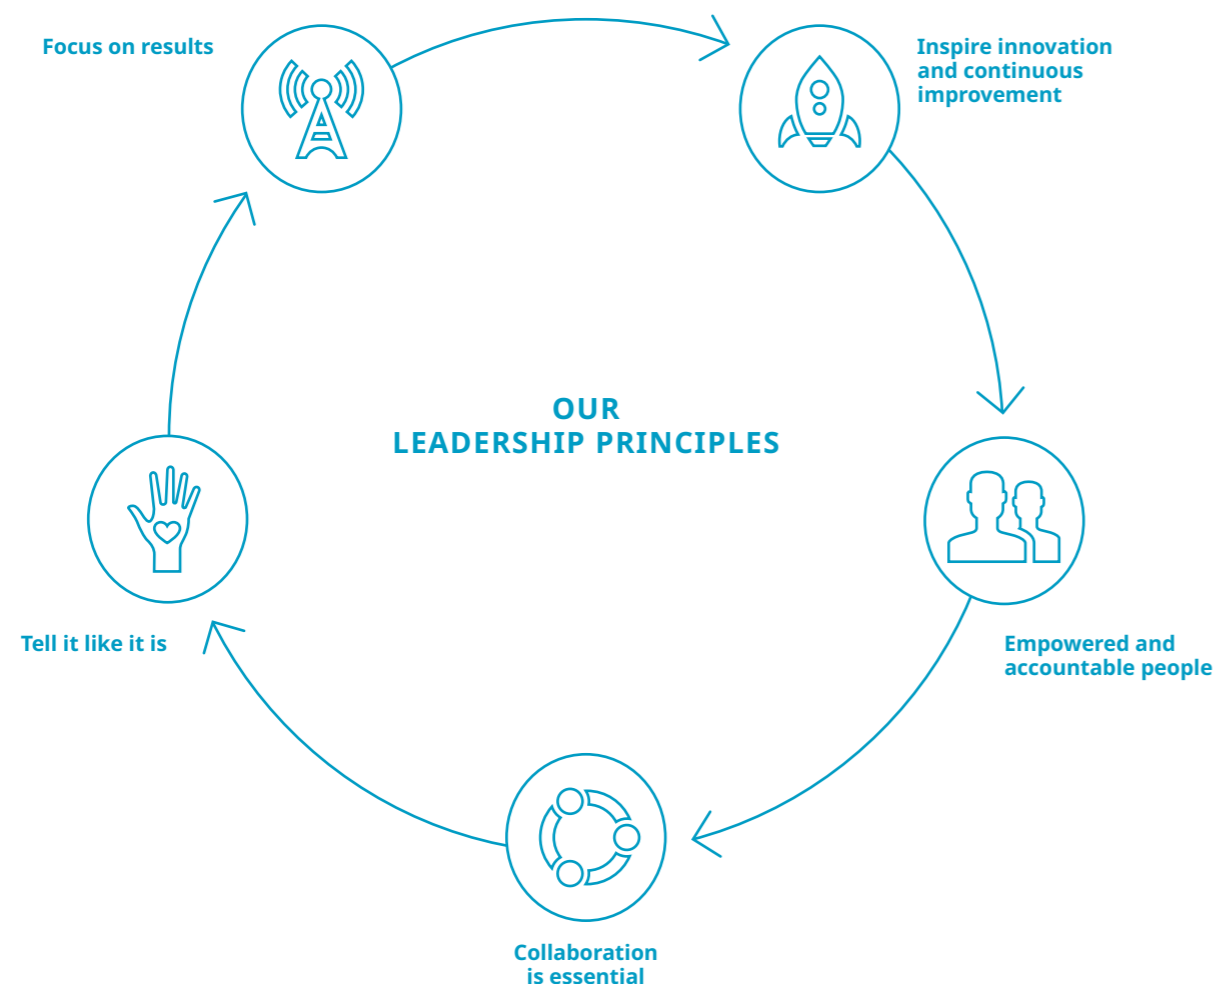 Focus on results
Inspire innovation
and continuous
improvement
OUR
LEADERSHIP PRINCIPLES
Tell it like it is
Empowered and
accountable people
Collaboration
is essential